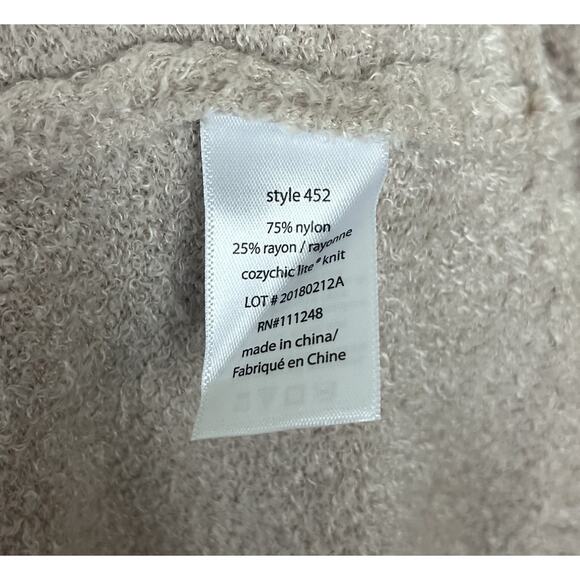 style 452
75% nylon
25% rayon / rayonne
cozychic lite® knit
LOT # 20180212A
RN#111248
made in china/
Fabriqué en Chine